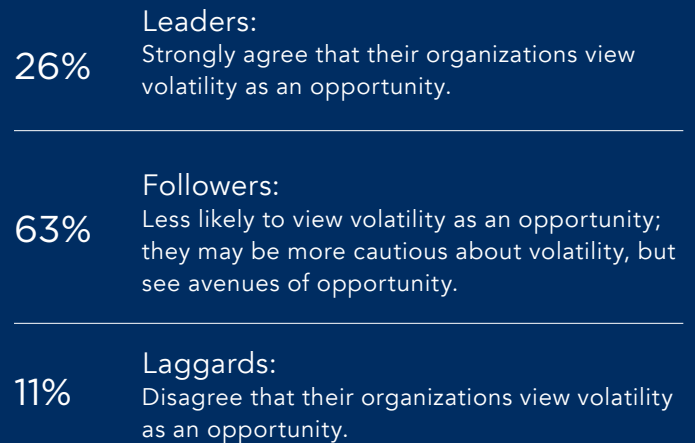 26%
Leaders:
Strongly agree that their organizations view
volatility as an opportunity.
63%
Followers:
Less likely to view volatility as an opportunity;
they may be more cautious about volatility, but
see avenues of opportunity.
11%
Laggards:
Disagree that their organizations view volatility
as an opportunity.